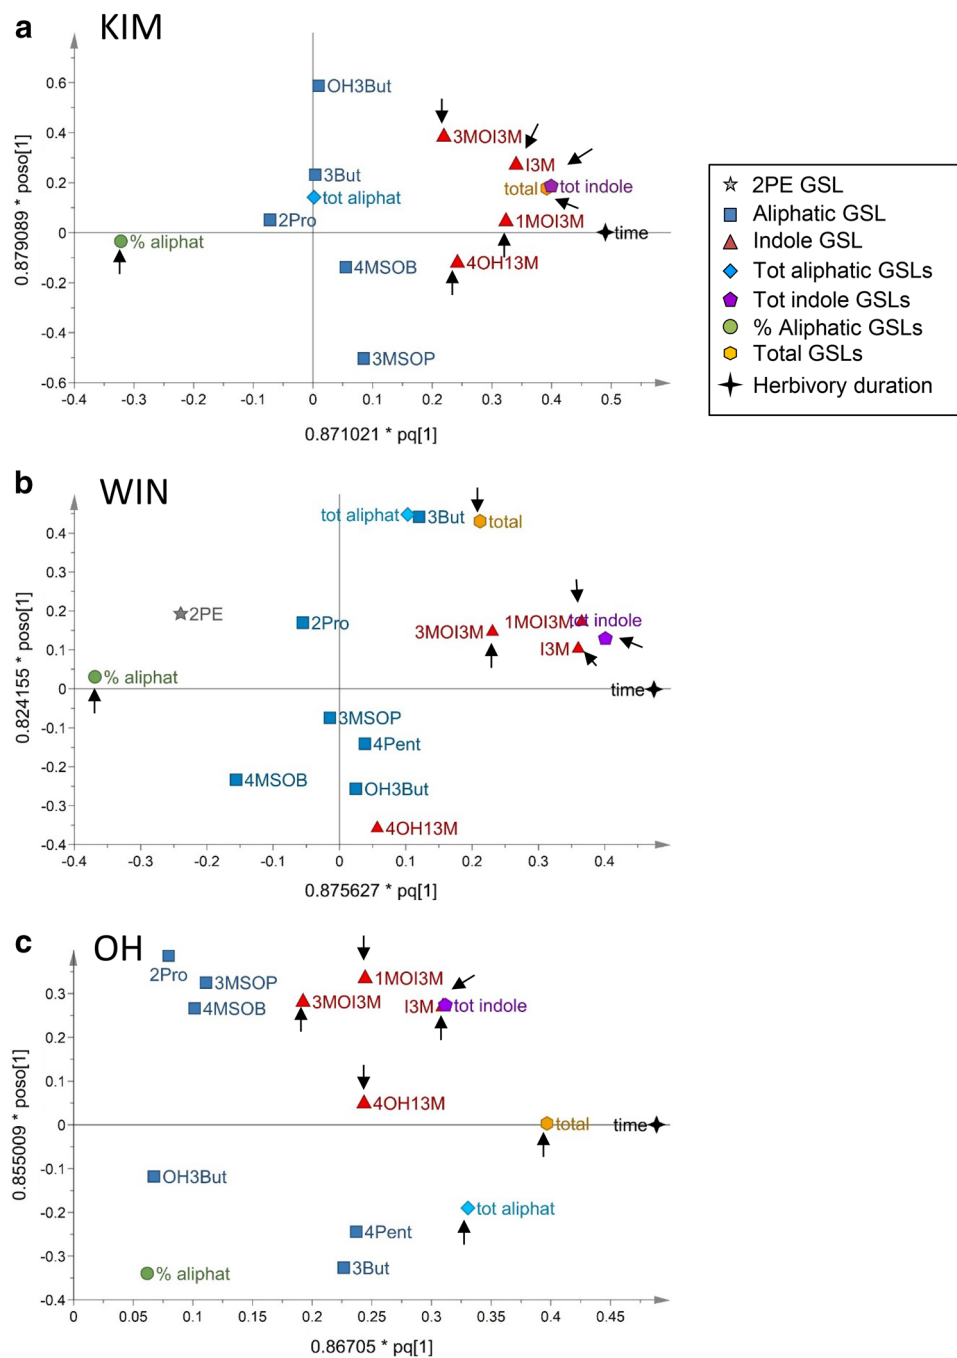 a KIM
0.879089 * poso[1]
0.6
0.4
0.2
0
-0.2
-0.4
-0.6
OH3But
3MOI3M
I3M
3But
total
tot indole
tot aliphat
2Pro
1MOI3M
% aliphat
time
4MSOB
4OH13M
3MSOP
-0.4 -0.3 -0.2 -0.1 0 0.1 0.2 0.3 0.4 0.5
0.871021 * pq[1]
2PE GSL
Aliphatic GSL
Indole GSL
Tot aliphatic GSLs
Tot indole GSLs
% Aliphatic GSLs
Total GSLs
Herbivory duration
b WIN
0.824155 * poso[1]
0.4
0.3
0.2
0.1
0
-0.1
-0.2
-0.3
-0.4
tot aliphat
3But
total
2PE
2Pro
1MOI3M
tot indole
3MOI3M
I3M
% aliphat
time
3MSOP
4Pent
4MSOB
OH3But
4OH13M
-0.4 -0.3 -0.2 -0.1 0 0.1 0.2 0.3 0.4
0.875627 * pq[1]
c OH
0.855009 * poso[1]
0.3
0.2
0.1
0
-0.1
-0.2
-0.3
-0.4
2Pro
3MSOP
1MOI3M
3MOI3M
I3M
tot indole
4MSOB
4OH13M
total
time
OH3But
tot aliphat
4Pent
3But
% aliphat
0 0.05 0.1 0.15 0.2 0.25 0.3 0.35 0.4 0.45
0.86705 * pq[1]